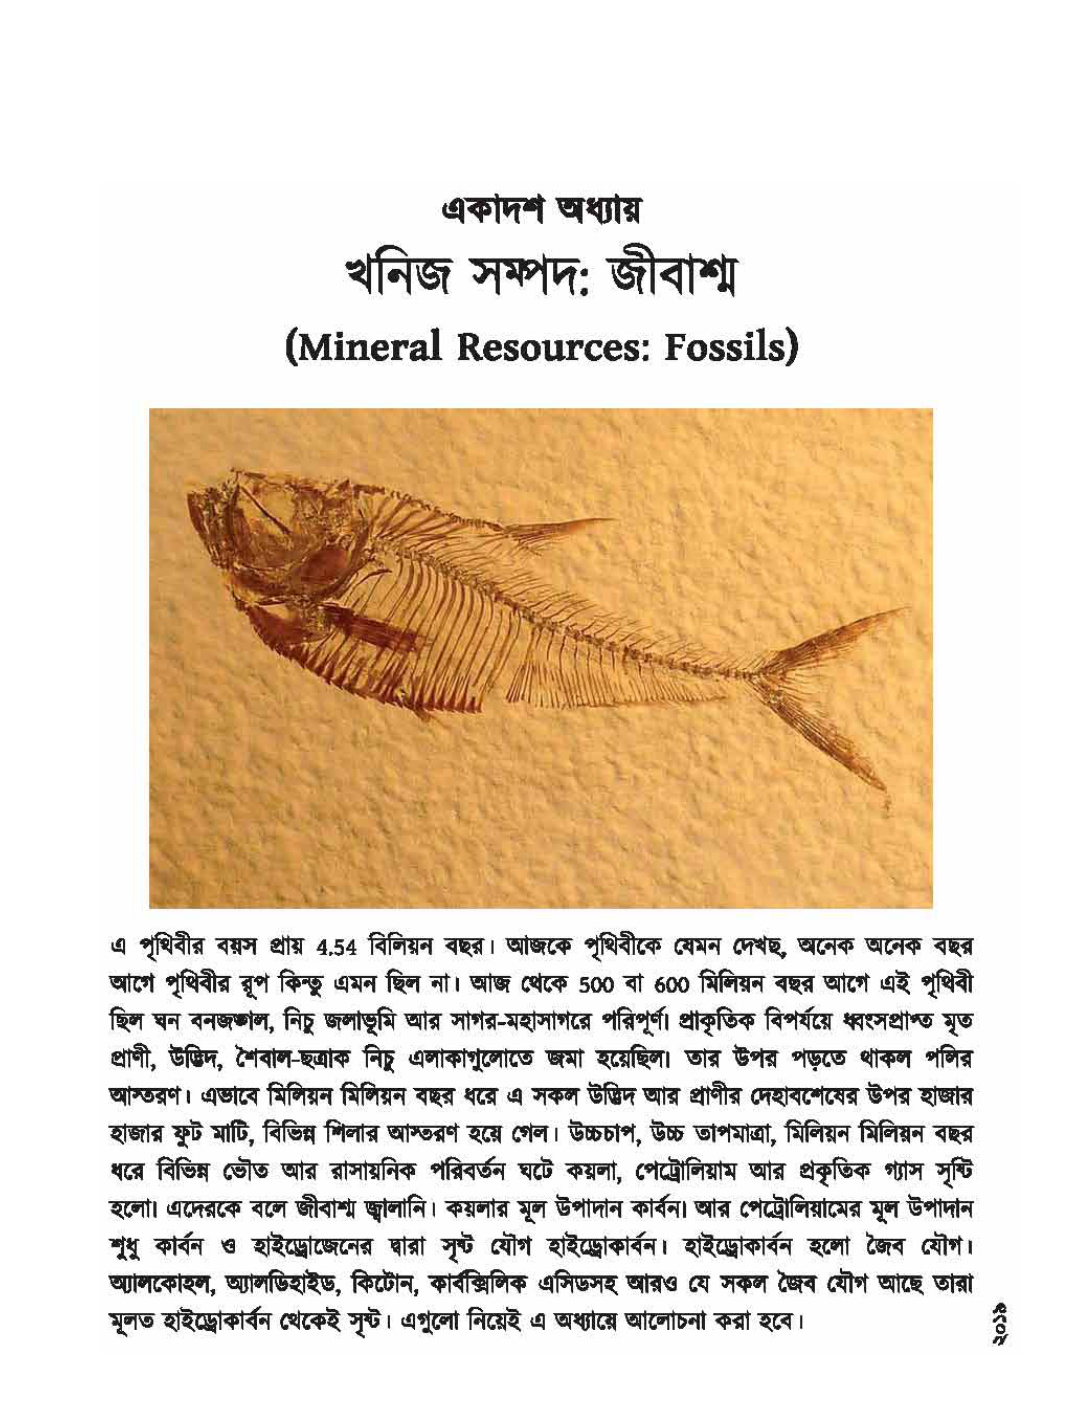 একাদশ অধ্যায়
খনিজ সম্পদ: জীবাশ্ম
(Mineral Resources: Fossils)
এ পৃথিবীর বয়স প্রায় 4.54 বিলিয়ন বছর। আজকে পৃথিবীকে যেমন দেখছ, অনেক অনেক বছর
আগে পৃথিবীর রূপ কিন্তু এমন ছিল না। আজ থেকে 500 বা 600 মিলিয়ন বছর আগে এই পৃথিবী
ছিল ঘন বনজঙ্গল, নিচু জলাভূমি আর সাগর-মহাসাগরে পরিপূর্ণ। প্রাকৃতিক বিপর্যয়ে ধ্বংসপ্রাপ্ত মৃত
প্রাণী, উদ্ভিদ, শৈবাল-ছত্রাক নিচু এলাকাগুলোতে জমা হয়েছিল। তার উপর পড়তে থাকল পলির
আস্তরণ। এভাবে মিলিয়ন মিলিয়ন বছর ধরে এ সকল উদ্ভিদ আর প্রাণীর দেহাবশেষের উপর হাজার
হাজার ফুট মাটি, বিভিন্ন শিলার আস্তরণ হয়ে গেল। উচ্চচাপ, উচ্চ তাপমাত্রা, মিলিয়ন মিলিয়ন বছর
ধরে বিভিন্ন ভৌত আর রাসায়নিক পরিবর্তন ঘটে কয়লা, পেট্রোলিয়াম আর প্রকৃতিক গ্যাস সৃষ্টি
হলো। এদেরকে বলে জীবাশ্ম জ্বালানি। কয়লার মূল উপাদান কার্বন। আর পেট্রোলিয়ামের মূল উপাদান
শুধু কার্বন ও হাইড্রোজেনের দ্বারা সৃষ্ট যৌগ হাইড্রোকার্বন। হাইড্রোকার্বন হলো জৈব যৌগ।
অ্যালকোহল, অ্যালডিহাইড, কিটোন, কার্বক্সিলিক এসিডসহ আরও যে সকল জৈব যৌগ আছে তারা
মূলত হাইড্রোকার্বন থেকেই সৃষ্ট। এগুলো নিয়েই এ অধ্যায়ে আলোচনা করা হবে।
২০১৯